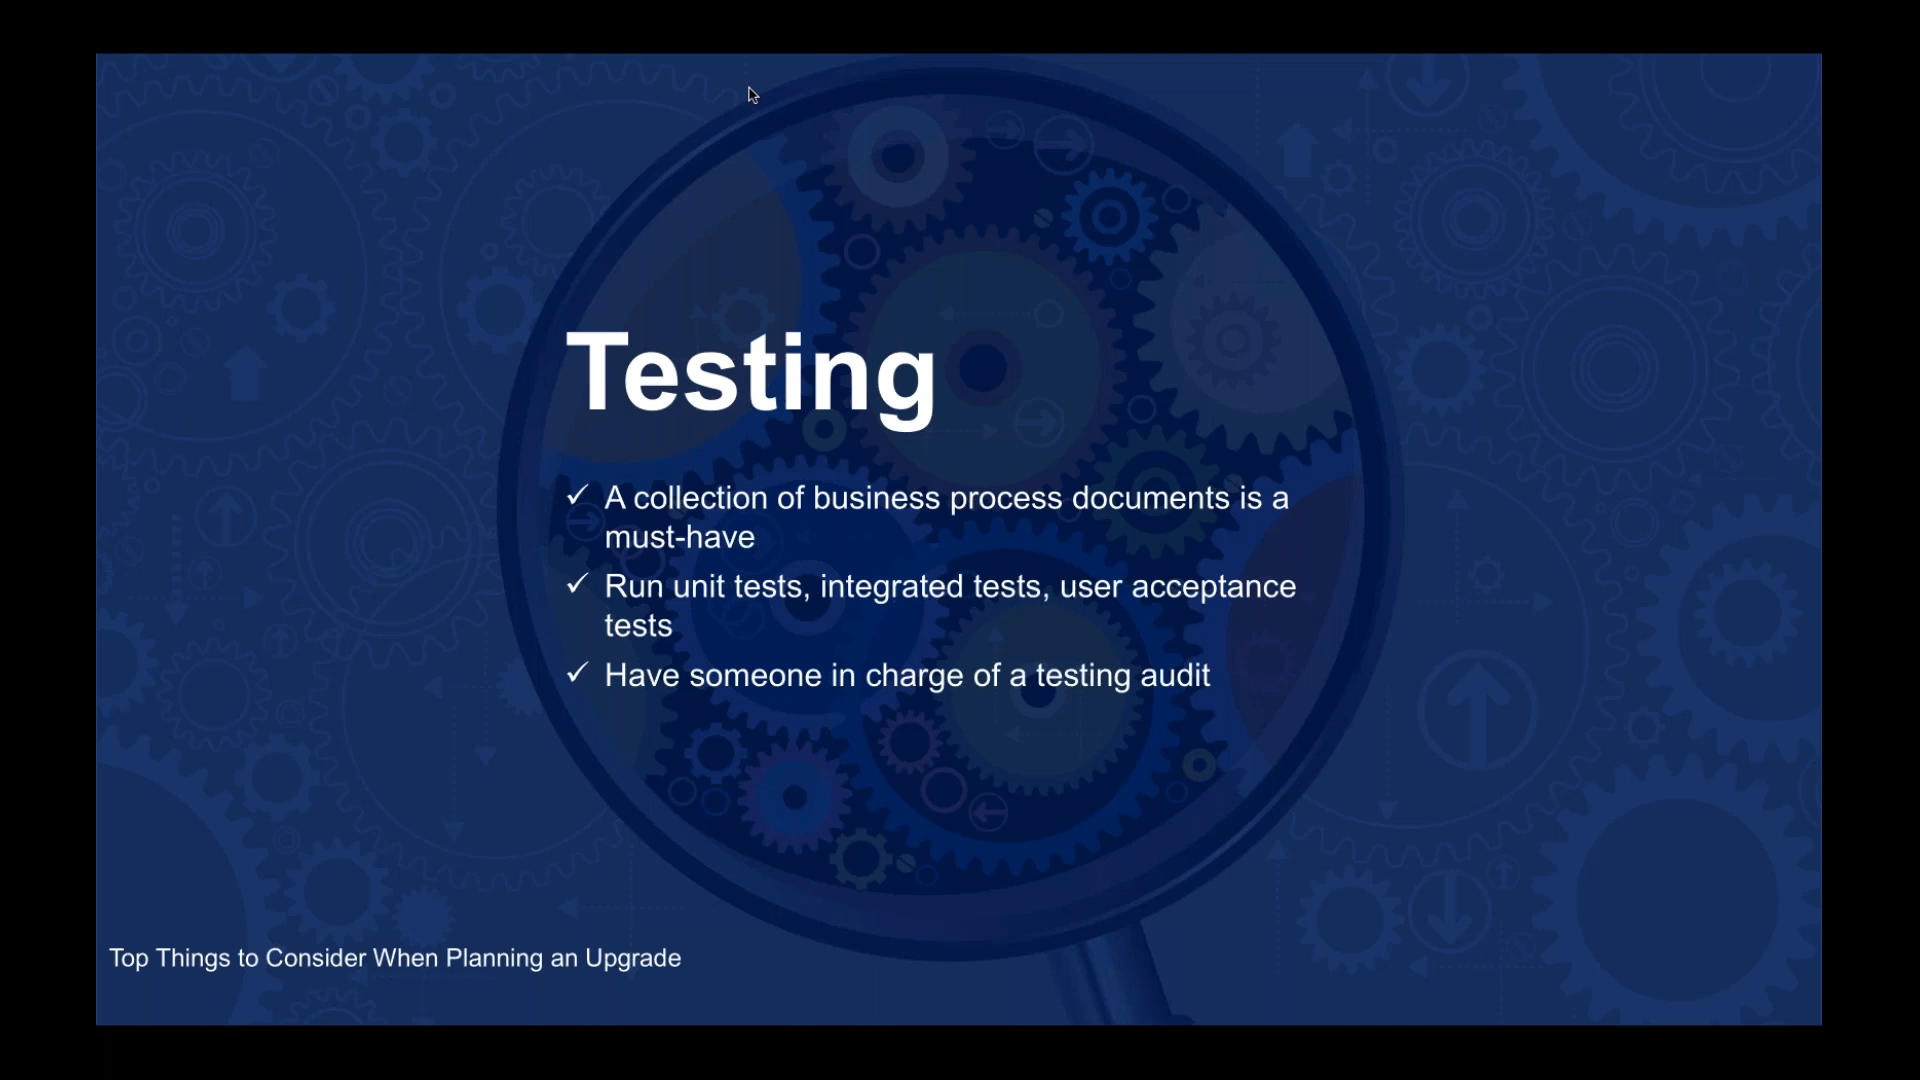 Testing
✓ A collection of business process documents is a
must-have
✓ Run unit tests, integrated tests, user acceptance
tests
✓ Have someone in charge of a testing audit
Top Things to Consider When Planning an Upgrade